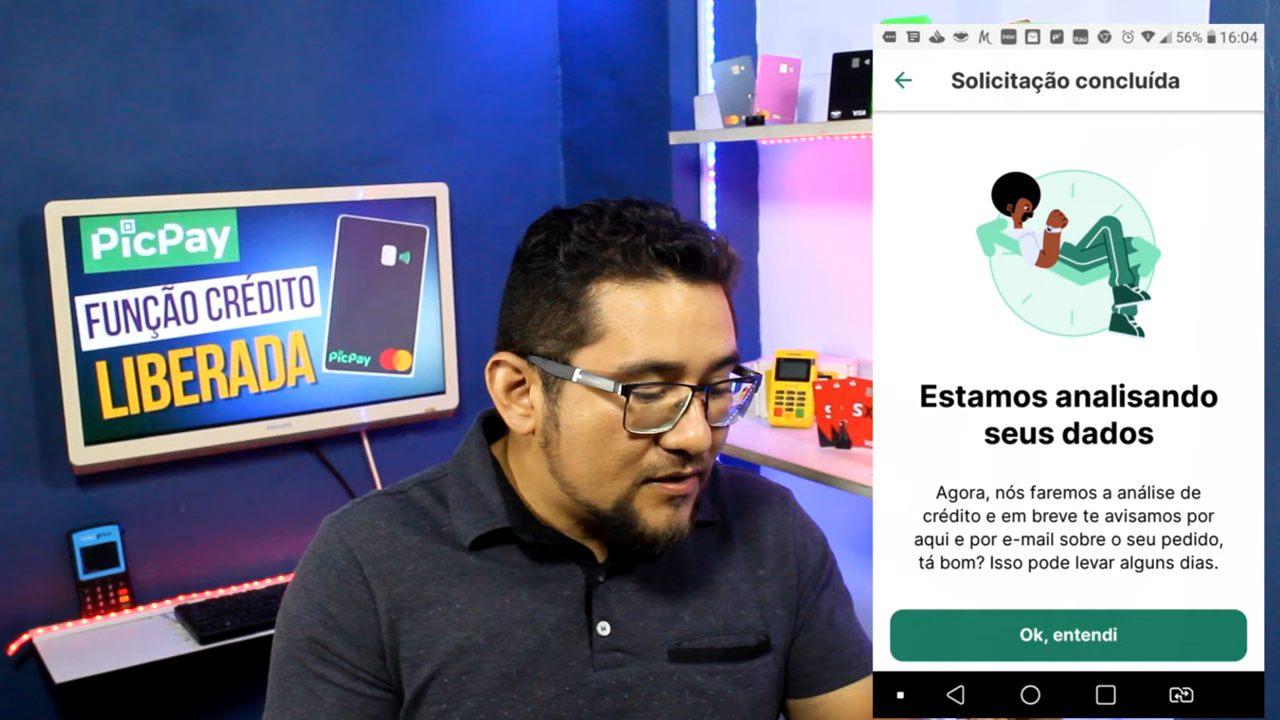 PicPay
FUNÇÃO CRÉDITO
LIBERADA
PicPay
PHILIPS
VISA
56% 16:04
Solicitação concluída
Estamos analisando
seus dados
Agora, nós faremos a análise de
crédito e em breve te avisamos por
aqui e por e-mail sobre o seu pedido,
tá bom? Isso pode levar alguns dias.
Ok, entendi